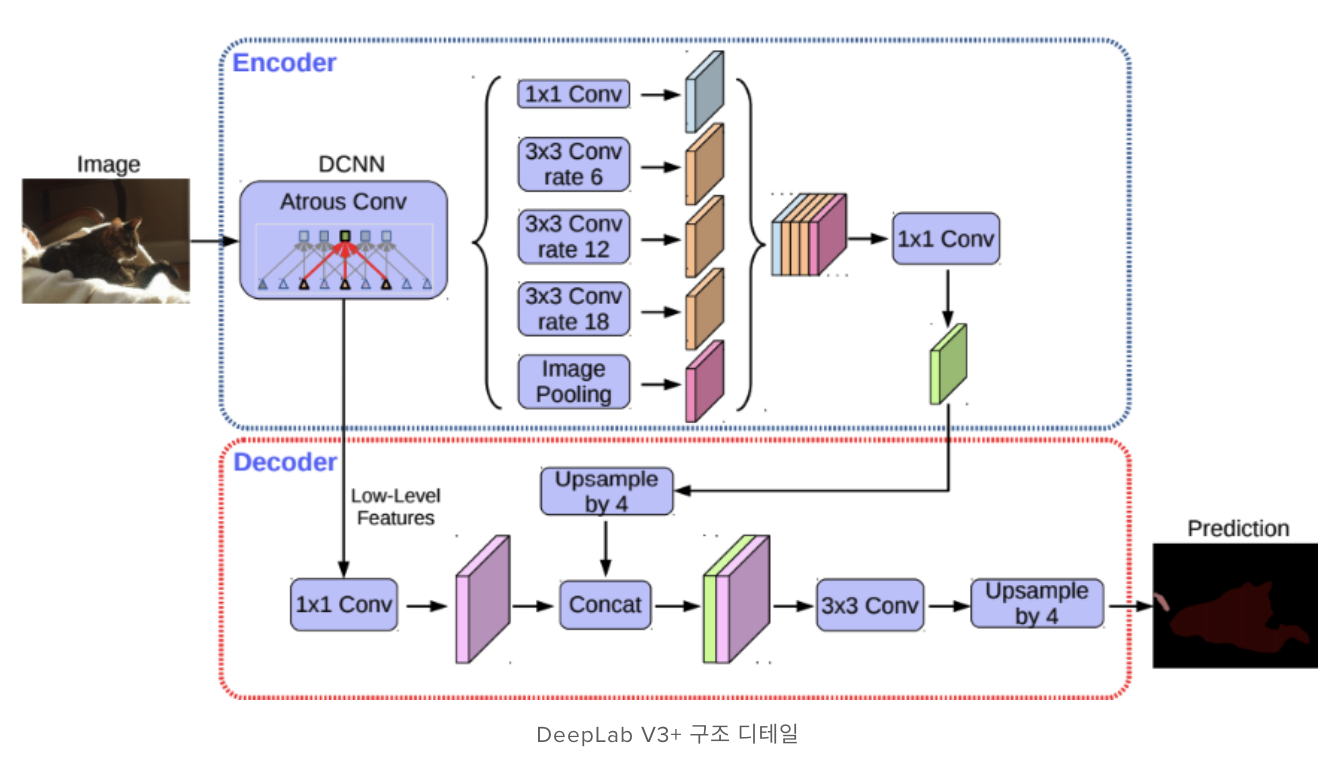 Encoder
Image
DCNN
Atrous Conv
1x1 Conv
3x3 Conv
rate 6
3x3 Conv
rate 12
3x3 Conv
rate 18
Image
Pooling
1x1 Conv
Decoder
Low-Level
Features
Upsample
by 4
1x1 Conv
Concat
3x3 Conv
Upsample
by 4
Prediction
DeepLab V3+ 구조 디테일